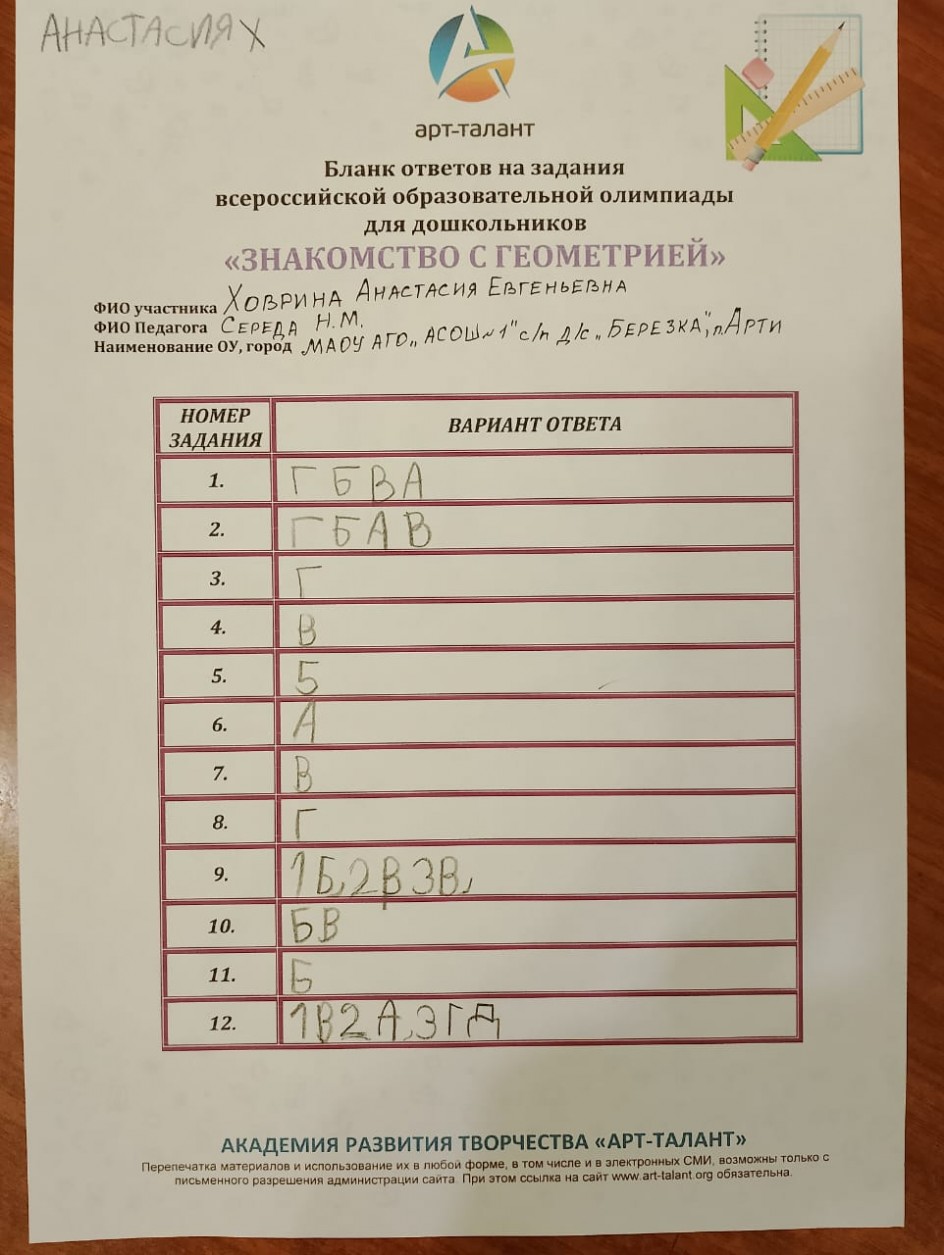 АНАСТАСИЯ Х
арт-талант
Бланк ответов на задания
всероссийской образовательной олимпиады
для дошкольников
«ЗНАКОМСТВО С ГЕОМЕТРИЕЙ»
ФИО участника ХОВРИНА АНАСТАСИЯ ЕВГЕНЬЕВНА
ФИО Педагога СЕРЕДА Н.М.
Наименование ОУ, город МАОУ АГО „АСОШ №1" с/п д/с „БЕРЕЗКА", п. АРТИ
НОМЕР ЗАДАНИЯ ВАРИАНТ ОТВЕТА
1. Г Б В А
2. Г Б А В
3. Г
4. В
5. 5
6. А
7. В
8. Г
9. 1Б,2В 3В,
10. БВ
11. Б
12. 1В2А,3ГД
АКАДЕМИЯ РАЗВИТИЯ ТВОРЧЕСТВА «АРТ-ТАЛАНТ»
Перепечатка материалов и использование их в любой форме, в том числе и в электронных СМИ, возможны только с
письменного разрешения администрации сайта. При этом ссылка на сайт www.art-talant.org обязательна.